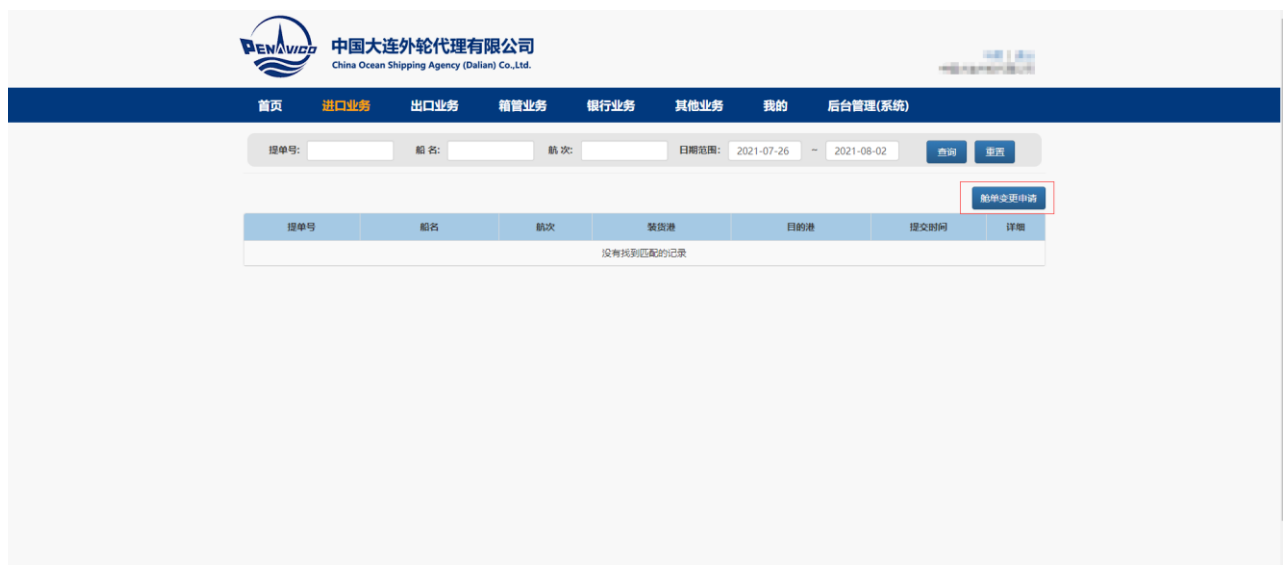 PENAVICO
中国大连外轮代理有限公司
China Ocean Shipping Agency (Dalian) Co.,Ltd.
首页 进口业务 出口业务 箱管业务 银行业务 其他业务 我的 后台管理(系统)
提单号: 船 名: 航 次: 日期范围: 2021-07-26 ~ 2021-08-02 查询 重置
舱单变更申请
提单号 船名 航次 装货港 目的港 提交时间 详细
没有找到匹配的记录